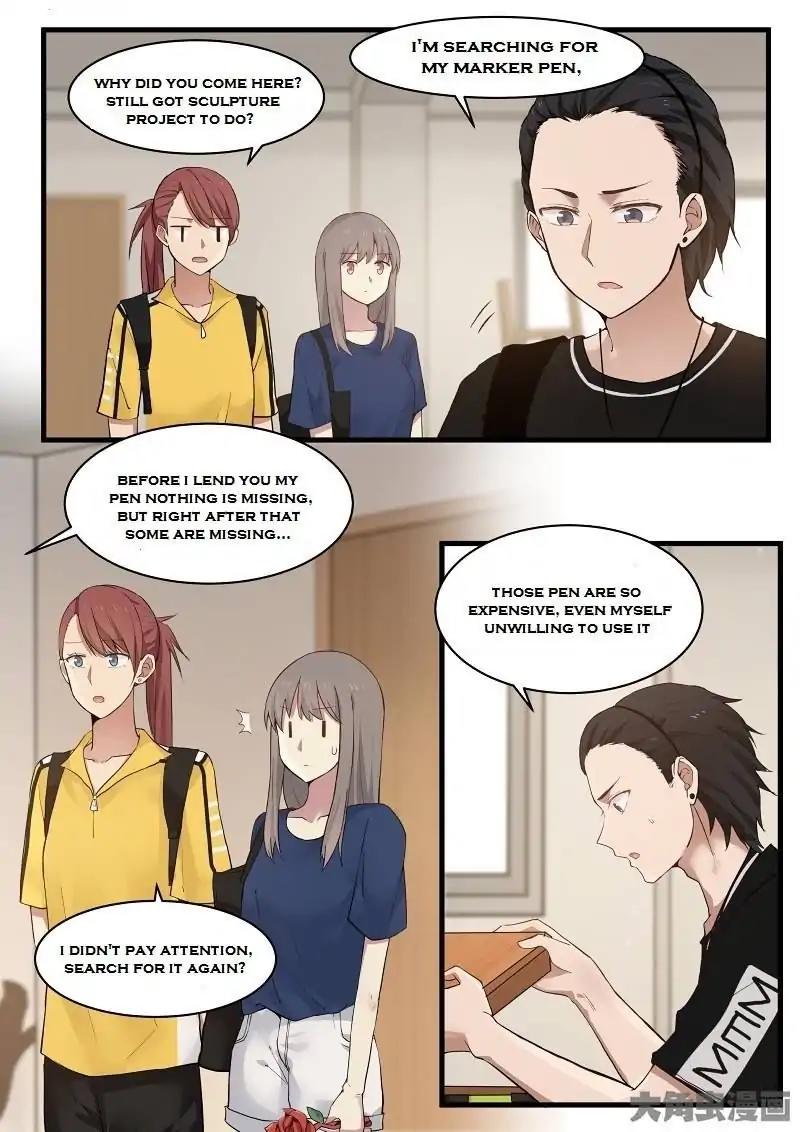 WHY DID YOU COME HERE?
STILL GOT SCULPTURE
PROJECT TO DO?
I'M SEARCHING FOR
MY MARKER PEN,
BEFORE I LEND YOU MY
PEN NOTHING IS MISSING,
BUT RIGHT AFTER THAT
SOME ARE MISSING...
THOSE PEN ARE SO
EXPENSIVE, EVEN MYSELF
UNWILLING TO USE IT
I DIDN'T PAY ATTENTION,
SEARCH FOR IT AGAIN?
MTM
大角虫漫画